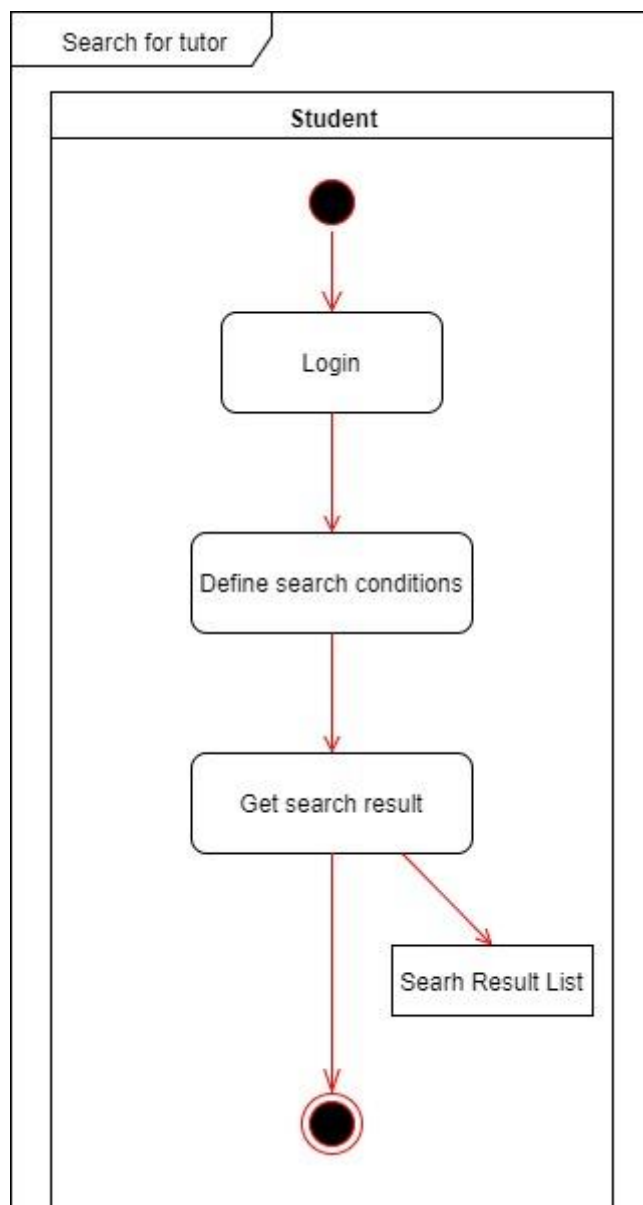 Search for tutor
Student
Login
Define search conditions
Get search result
Searh Result List